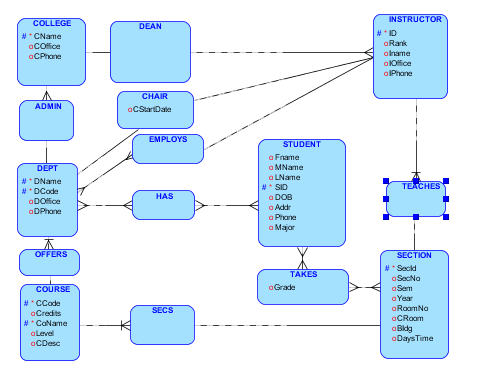 COLLEGE
# * CName
o COffice
o CPhone
DEAN
INSTRUCTOR
# * ID
o Rank
o Iname
o IOffice
o IPhone
CHAIR
o CStartDate
ADMIN
EMPLOYS
STUDENT
o Fname
o MName
o LName
# * SID
o DOB
o Addr
o Phone
o Major
DEPT
# * DName
# * DCode
o DOffice
o DPhone
HAS
TEACHES
OFFERS
TAKES
o Grade
SECTION
# * SecId
o SecNo
o Sem
o Year
o RoomNo
o CRoom
o Bldg
o DaysTime
COURSE
# * CCode
o Credits
# * CoName
o Level
o CDesc
SECS